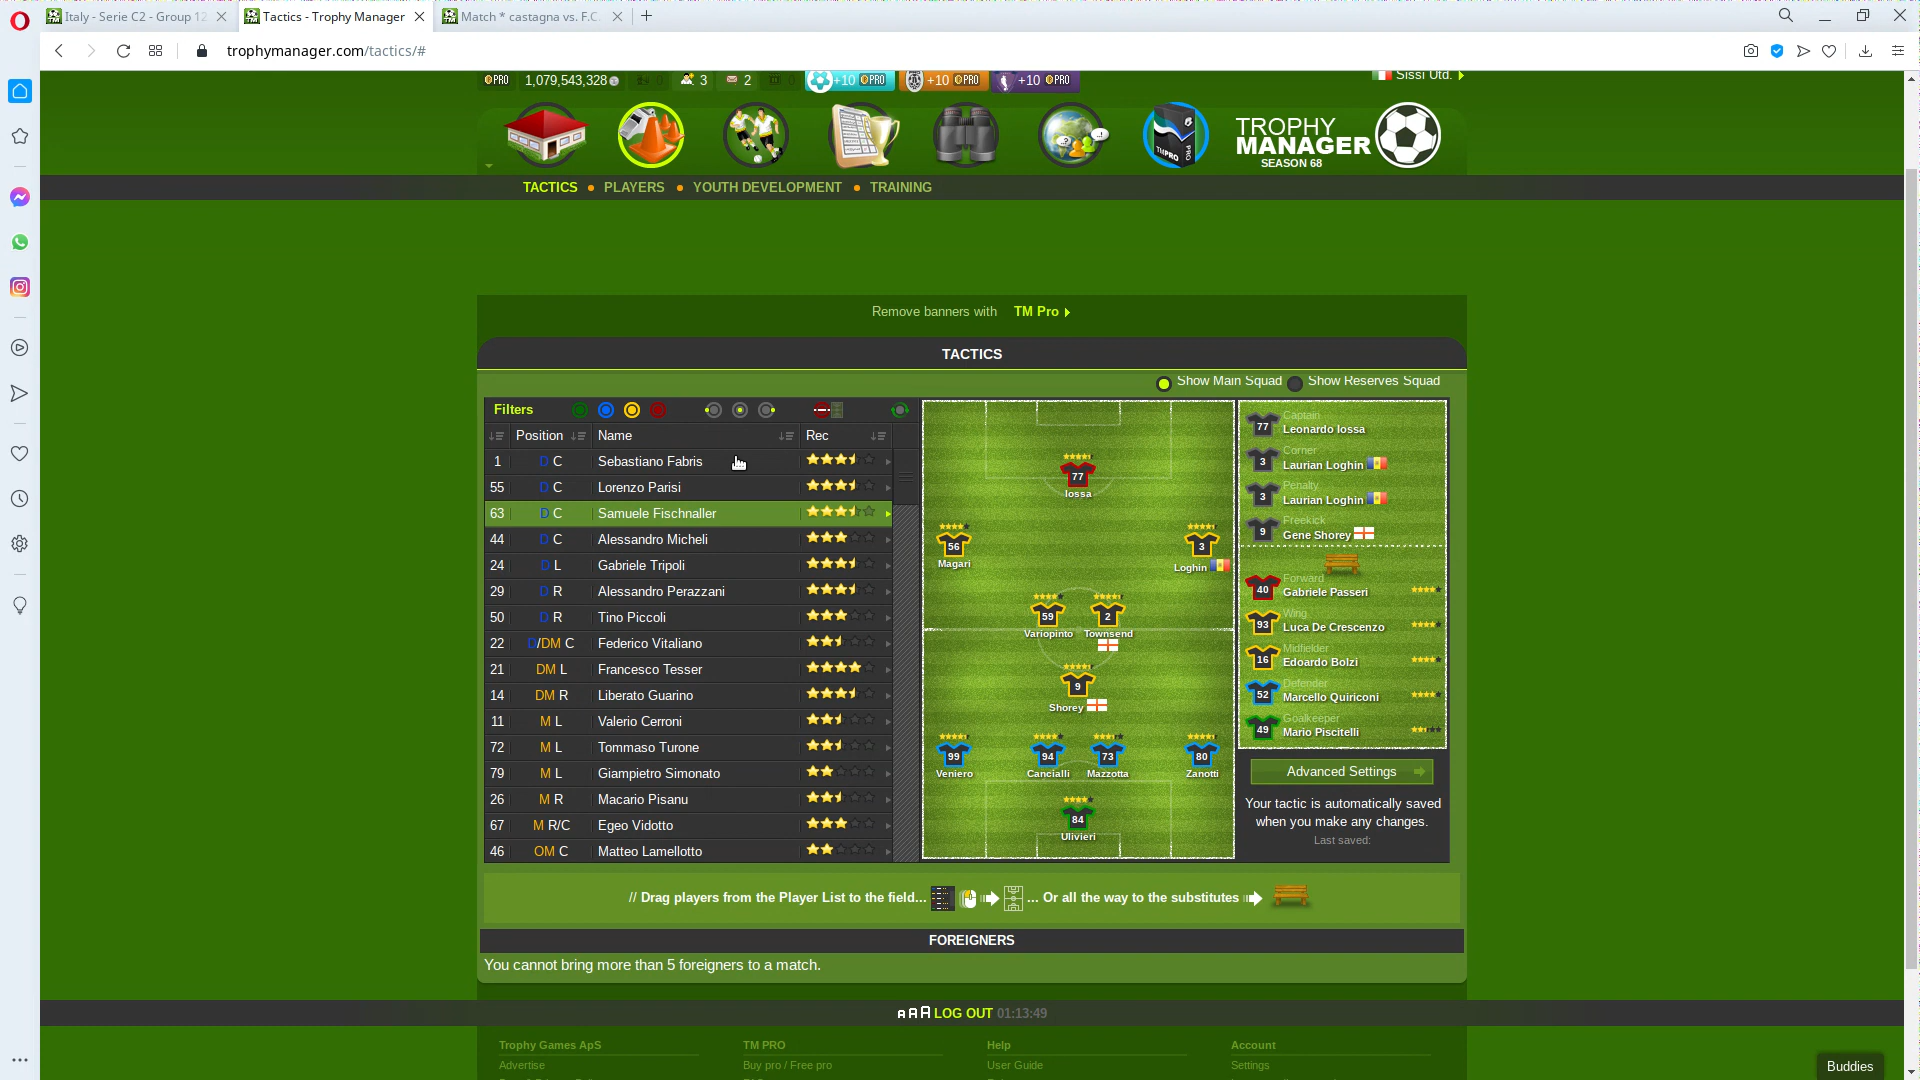 Italy - Serie C2 - Group 12
Tactics - Trophy Manager
Match * castagna vs. F.C.
trophymanager.com/tactics/#
PRO 1,079,543,328 0 3 2 0 +10 PRO +10 PRO +10 PRO
Sissi Utd.
TROPHY
MANAGER
SEASON 68
TACTICS PLAYERS YOUTH DEVELOPMENT TRAINING
Remove banners with TM Pro
TACTICS
Show Main Squad Show Reserves Squad
Filters
Position Name Rec
1 D C Sebastiano Fabris
55 D C Lorenzo Parisi
63 D C Samuele Fischnaller
44 D C Alessandro Micheli
24 D L Gabriele Tripoli
29 D R Alessandro Perazzani
50 D R Tino Piccoli
22 D/DM C Federico Vitaliano
21 DM L Francesco Tesser
14 DM R Liberato Guarino
11 M L Valerio Cerroni
72 M L Tommaso Turone
79 M L Giampietro Simonato
26 M R Macario Pisanu
67 M R/C Egeo Vidotto
46 OM C Matteo Lamellotto
77
Iossa
56
Magari
3
Loghin
59
Variopinto
2
Townsend
9
Shorey
99
Veniero
94
Cancialli
73
Mazzotta
80
Zanotti
84
Ulivieri
Captain
77 Leonardo Iossa
Corner
3 Laurian Loghin
Penalty
3 Laurian Loghin
Freekick
9 Gene Shorey
Forward
40 Gabriele Passeri
Wing
93 Luca De Crescenzo
Midfielder
16 Edoardo Bolzi
Defender
52 Marcello Quiriconi
Goalkeeper
49 Mario Piscitelli
Advanced Settings
Your tactic is automatically saved
when you make any changes.
Last saved:
// Drag players from the Player List to the field... ... Or all the way to the substitutes
FOREIGNERS
You cannot bring more than 5 foreigners to a match.
A A A LOG OUT 01:13:49
Trophy Games ApS TM PRO Help Account
Advertise Buy pro / Free pro User Guide Settings
Buddies